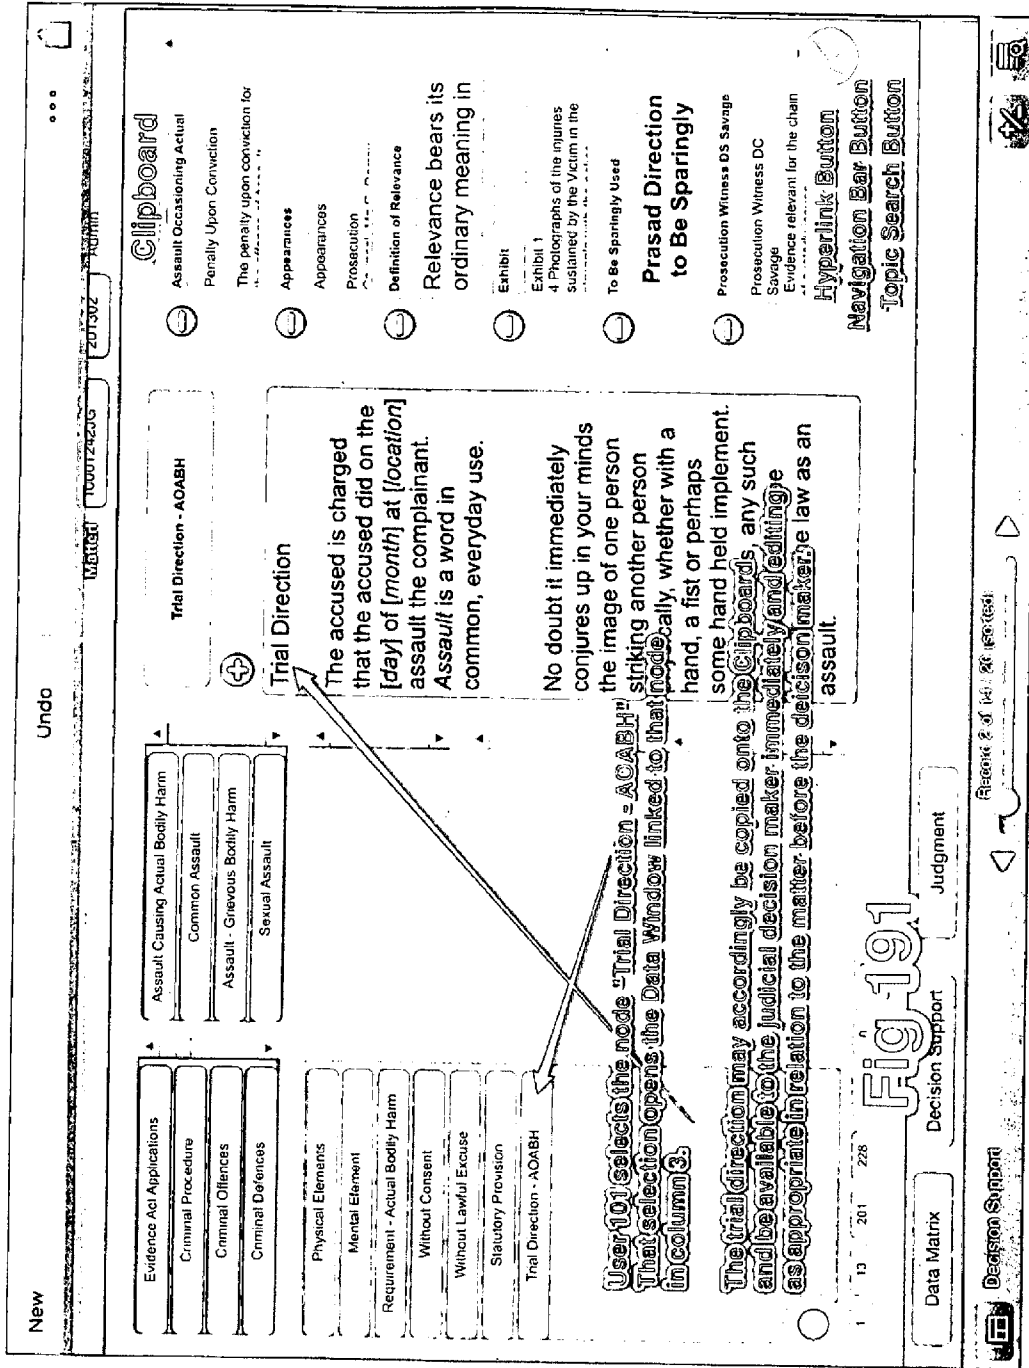 New
Undo
Matter
10001242JG
201302
Admin
Evidence Act Applications
Criminal Procedure
Criminal Offences
Criminal Defences
Assault Causing Actual Bodily Harm
Common Assault
Assault - Grievous Bodily Harm
Sexual Assault
Physical Elements
Mental Element
Requirement - Actual Bodily Harm
Without Consent
Without Lawful Excuse
Statutory Provision
Trial Direction - AOABH
Trial Direction - AOABH
Trial Direction
The accused is charged
that the accused did on the
[day] of [month] at [location]
assault the complainant.
Assault is a word in
common, everyday use.
No doubt it immediately
conjures up in your minds
the image of one person
striking another person
cally, whether with a
hand, a fist or perhaps
some hand held implement.
any such
e law as an
assault.
User 101 selects the node "Trial Direction - AOABH"
That selection opens the Data Window linked to that node
in column 3.
The trial direction may accordingly be copied onto the Clipboards,
and be available to the judicial decision maker immediately and editing
as appropriate in relation to the matter before the deicison maker.
Clipboard
Assault Occasioning Actual
Penalty Upon Conviction
The penalty upon conviction for
Appearances
Appearances
Prosecution
Definition of Relevance
Relevance bears its
ordinary meaning in
Exhibit
Exhibit 1
4 Photographs of the injuries
sustained by the Victim in the
To Be Sparingly Used
Prasad Direction
to Be Sparingly
Prosecution Witness DS Savage
Prosecution Witness DC
Savage
Evidence relevant for the chain
Hyperlink Button
Navigation Bar Button
Topic Search Button
1 13 201 228
Fig 191
Data Matrix
Decision Support
Judgment
Decision Support
Record 2 of 14
+/-